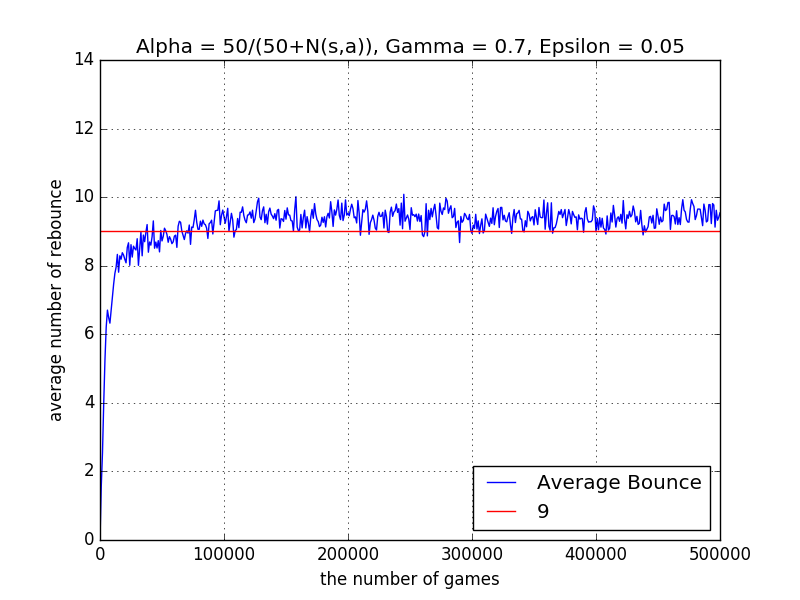 Alpha = 50/(50+N(s,a)), Gamma = 0.7, Epsilon = 0.05
14
12
10
8
6
4
2
0
average number of rebounce
0 100000 200000 300000 400000 500000
the number of games
Average Bounce
9